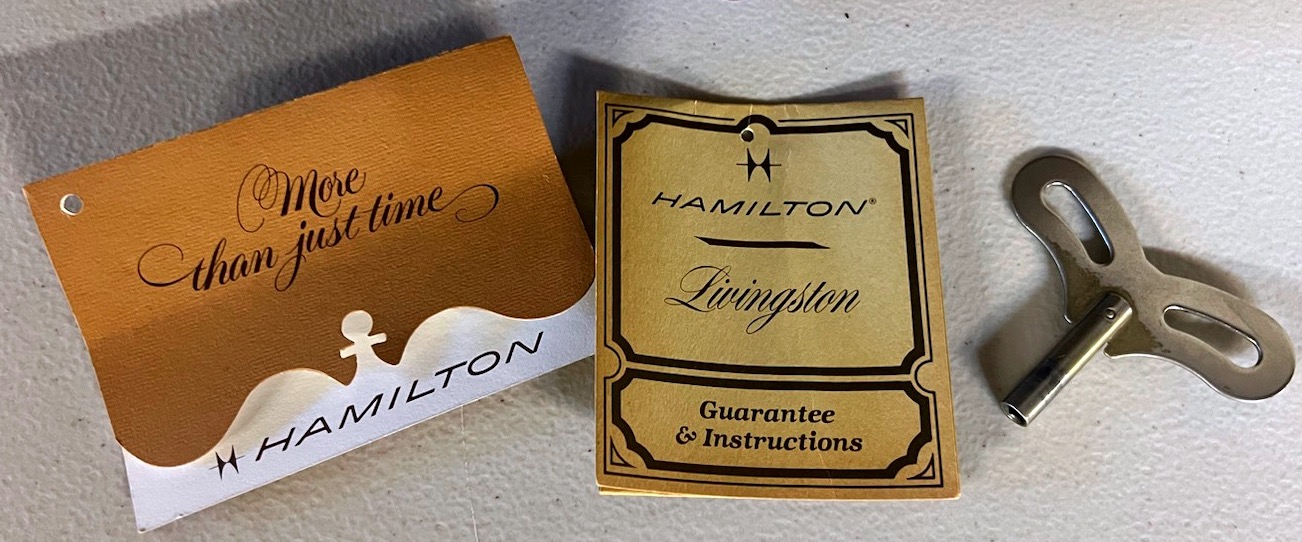 More
than just time
HAMILTON
HAMILTON®
Livingston
Guarantee
& Instructions